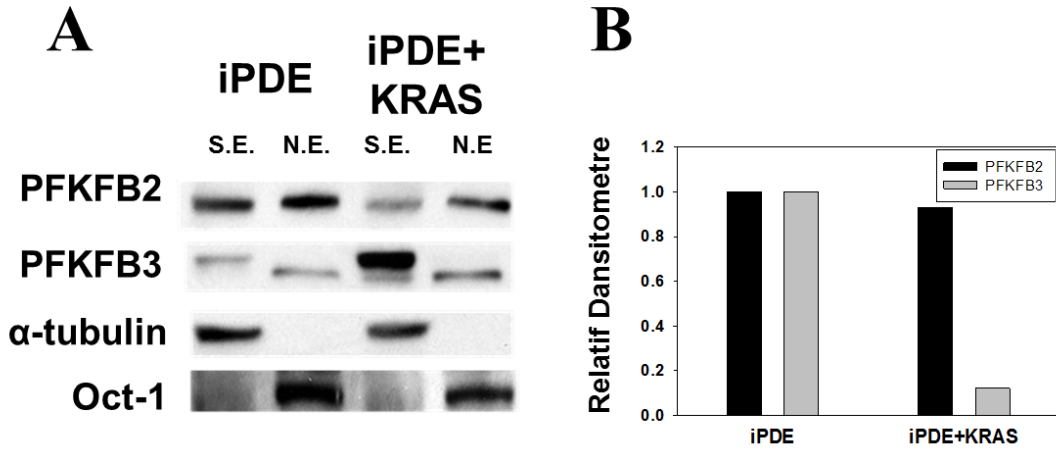 A
iPDE
iPDE+
KRAS
S.E. N.E. S.E. N.E
PFKFB2
PFKFB3
α-tubulin
Oct-1
B
Relatif Dansitometre
1.2
1.0
0.8
0.6
0.4
0.2
0.0
PFKFB2
PFKFB3
iPDE iPDE+KRAS